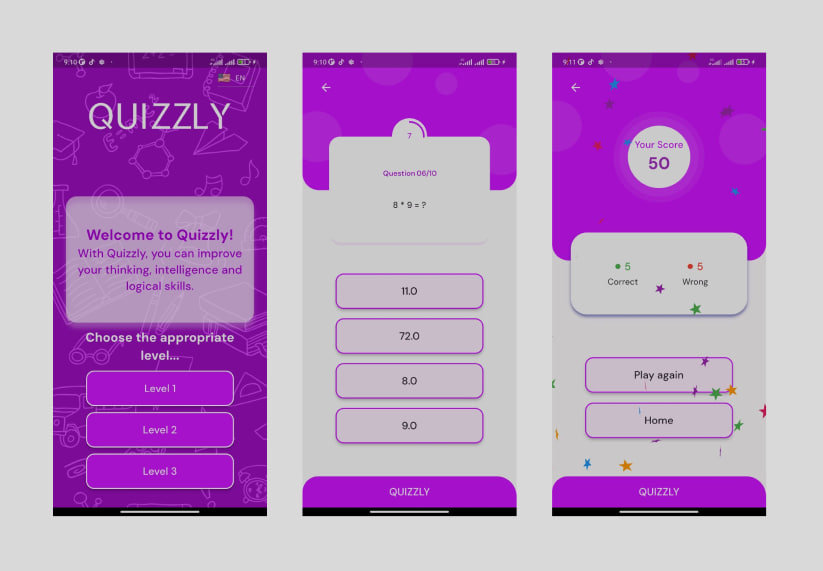 9:10
EN
QUIZZLY
Welcome to Quizzly!
With Quizzly, you can improve
your thinking, intelligence and
logical skills.
Choose the appropriate
level...
Level 1
Level 2
Level 3
9:10
7
Question 06/10
8 * 9 = ?
11.0
72.0
8.0
9.0
QUIZZLY
9:11
Your Score
50
5
Correct
5
Wrong
Play again
Home
QUIZZLY